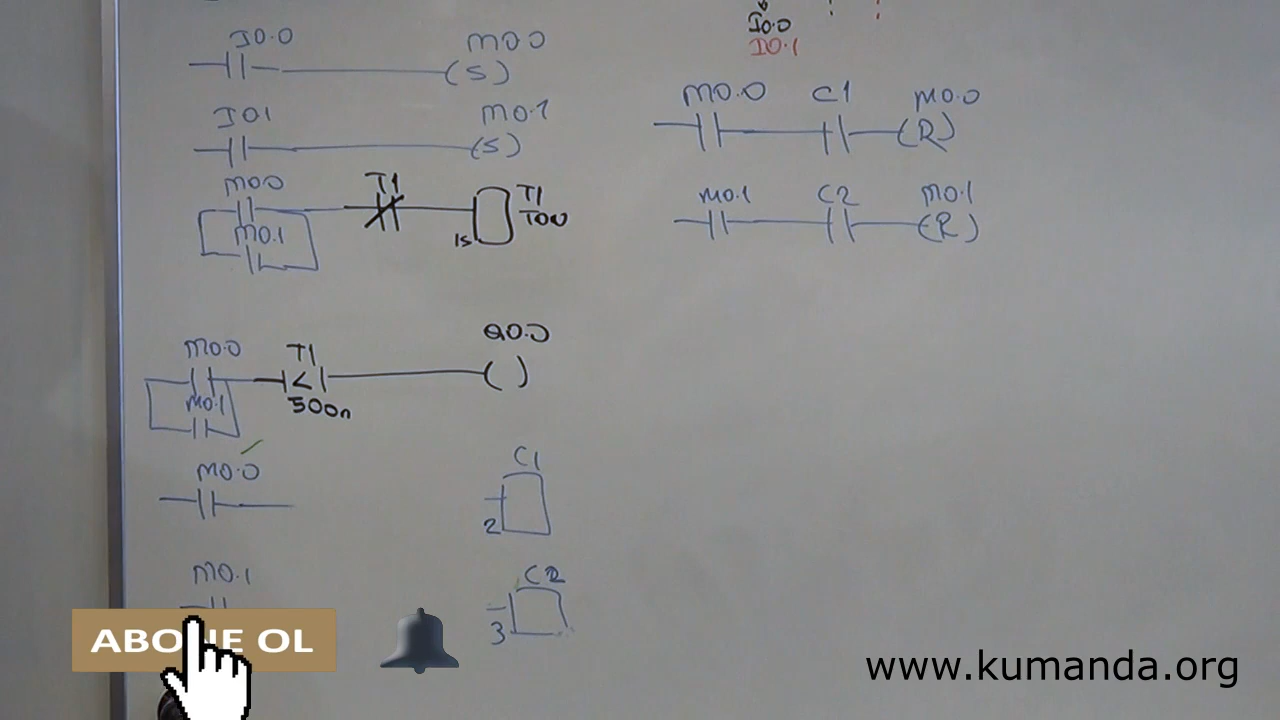 I0.0
M0.0
(S)
I0.1
M0.1
(S)
M0.0
T1
T1
TON
M0.1
1s
M0.0
T1
Q0.0
<
( )
M0.1
500n
M0.0
C1
2
M0.1
C2
3
I0.0
I0.1
M0.0 C1 M0.0
(R)
M0.1 C2 M0.1
(R)
ABONE OL
www.kumanda.org